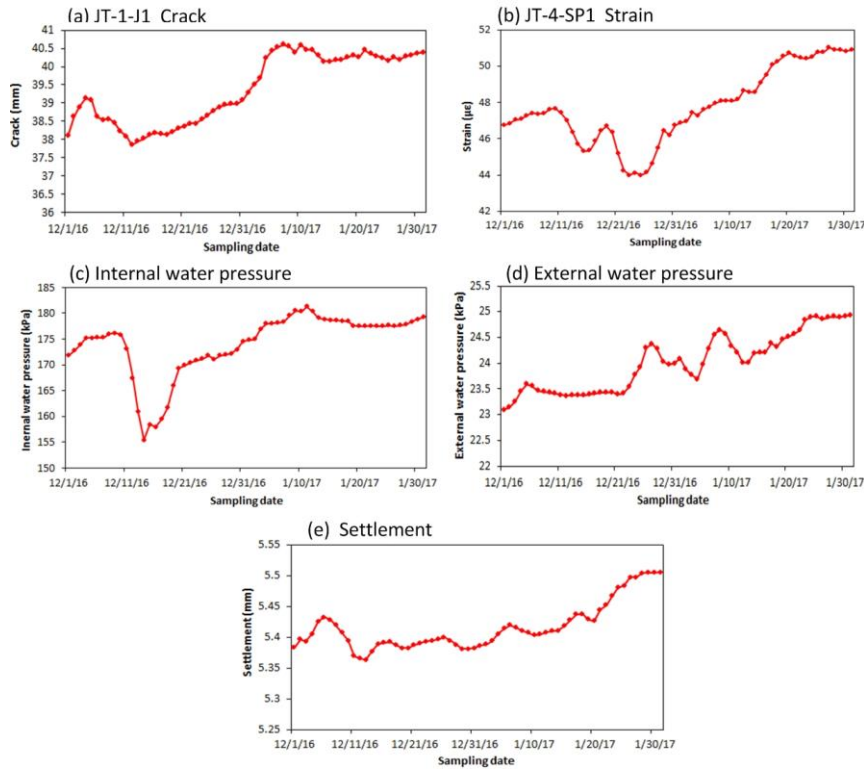 (a) JT-1-J1 Crack
41
40.5
40
39.5
39
38.5
38
37.5
37
36.5
36
Crack (mm)
12/1/16 12/11/16 12/21/16 12/31/16 1/10/17 1/20/17 1/30/17
Sampling date
(b) JT-4-SP1 Strain
52
50
48
46
44
42
Strain (με)
12/1/16 12/11/16 12/21/16 12/31/16 1/10/17 1/20/17 1/30/17
Sampling date
(c) Internal water pressure
185
180
175
170
165
160
155
150
Inernal water pressure (kPa)
12/1/16 12/11/16 12/21/16 12/31/16 1/10/17 1/20/17 1/30/17
Sampling date
(d) External water pressure
25.5
25
24.5
24
23.5
23
22.5
22
External water pressure (kPa)
12/1/16 12/11/16 12/21/16 12/31/16 1/10/17 1/20/17 1/30/17
Sampling date
(e) Settlement
5.55
5.5
5.45
5.4
5.35
5.3
5.25
Settlement (mm)
12/1/16 12/11/16 12/21/16 12/31/16 1/10/17 1/20/17 1/30/17
Sampling date